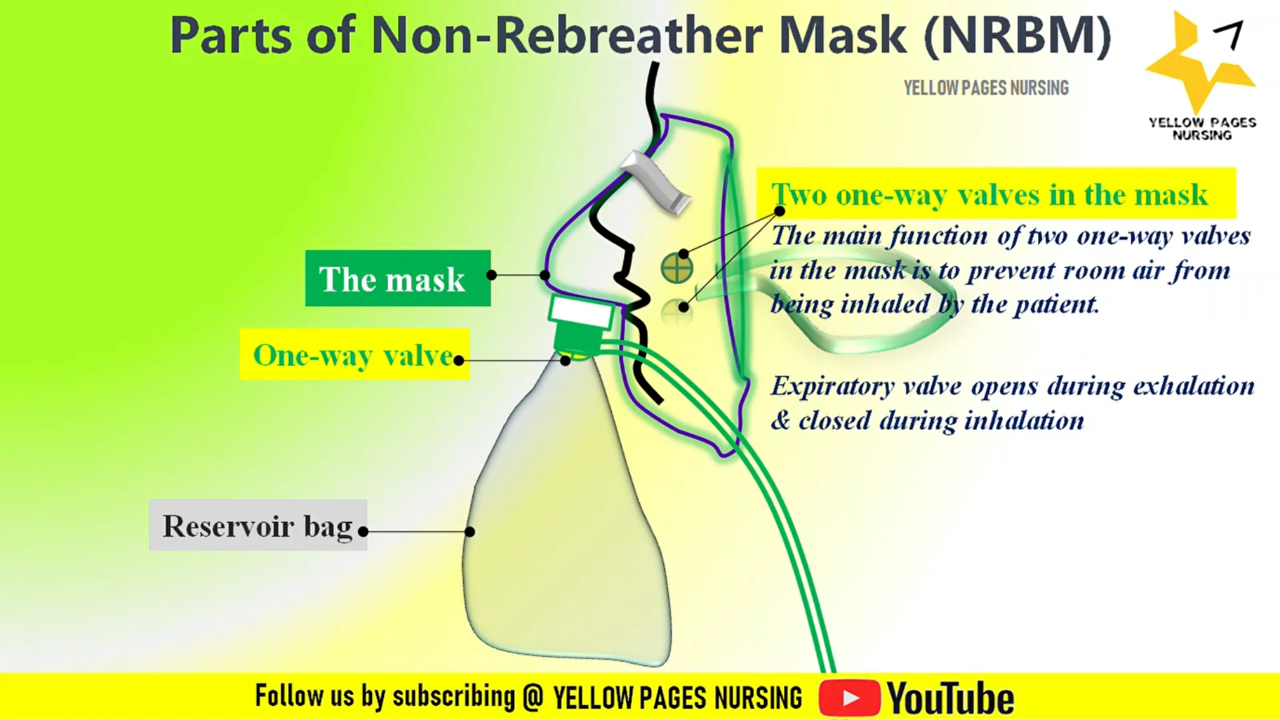 Parts of Non-Rebreather Mask (NRBM)
YELLOW PAGES NURSING
YELLOW PAGES
NURSING
Two one-way valves in the mask
The main function of two one-way valves
in the mask is to prevent room air from
being inhaled by the patient.
The mask
One-way valve
Expiratory valve opens during exhalation
& closed during inhalation
Reservoir bag
Follow us by subscribing @ YELLOW PAGES NURSING YouTube